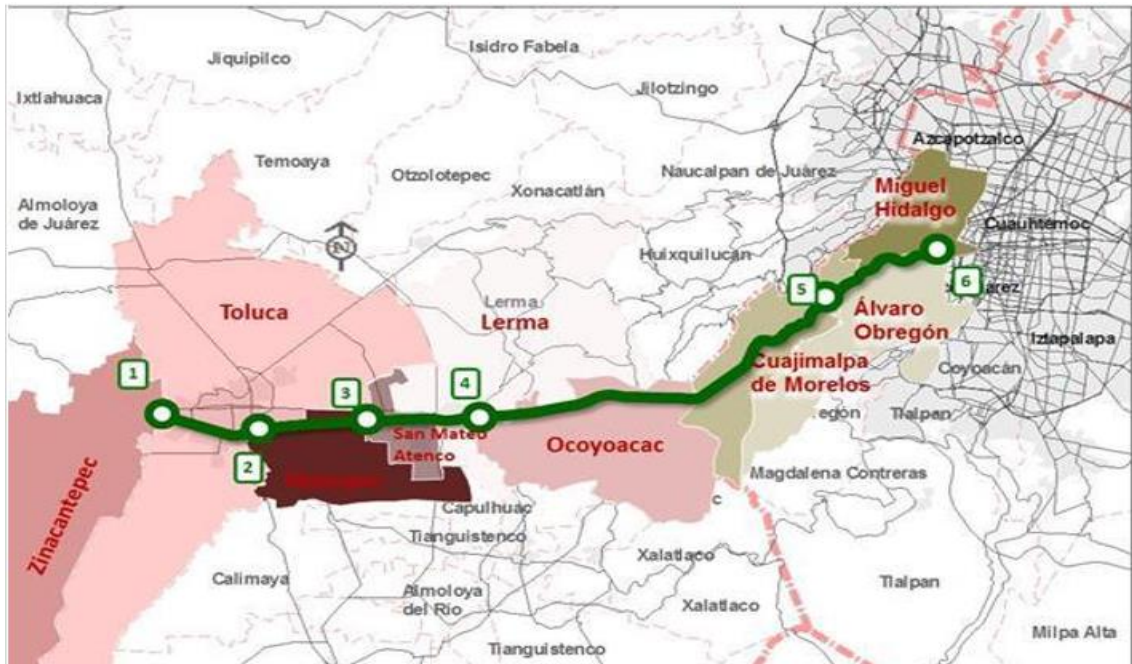 Isidro Fabela
Jiquipilco
Jilotzingo
Ixtlahuaca
Azcapotzalco
Temoaya
Otzolotepec
Naucalpan de Juárez
Xonacatlán
Miguel
Hidalgo
Almoloya
de Juárez
Cuauhtémoc
Huixquilucán
5
6
Lerma
Lerma
Toluca
Álvaro
Obregón
Iztapalapa
Cuajimalpa
de Morelos
Coyoacán
1
3
4
egón
Tlalpan
San Mateo
Atenco
Ocoyoacac
2
Magdalena Contreras
Zinacantepec
Capulhuac
c
Tianguistenco
Xalatlaco
Calimaya
Almoloya
del Río
Tlalpan
Xalatlaco
Milpa Alta
Tianguistenco